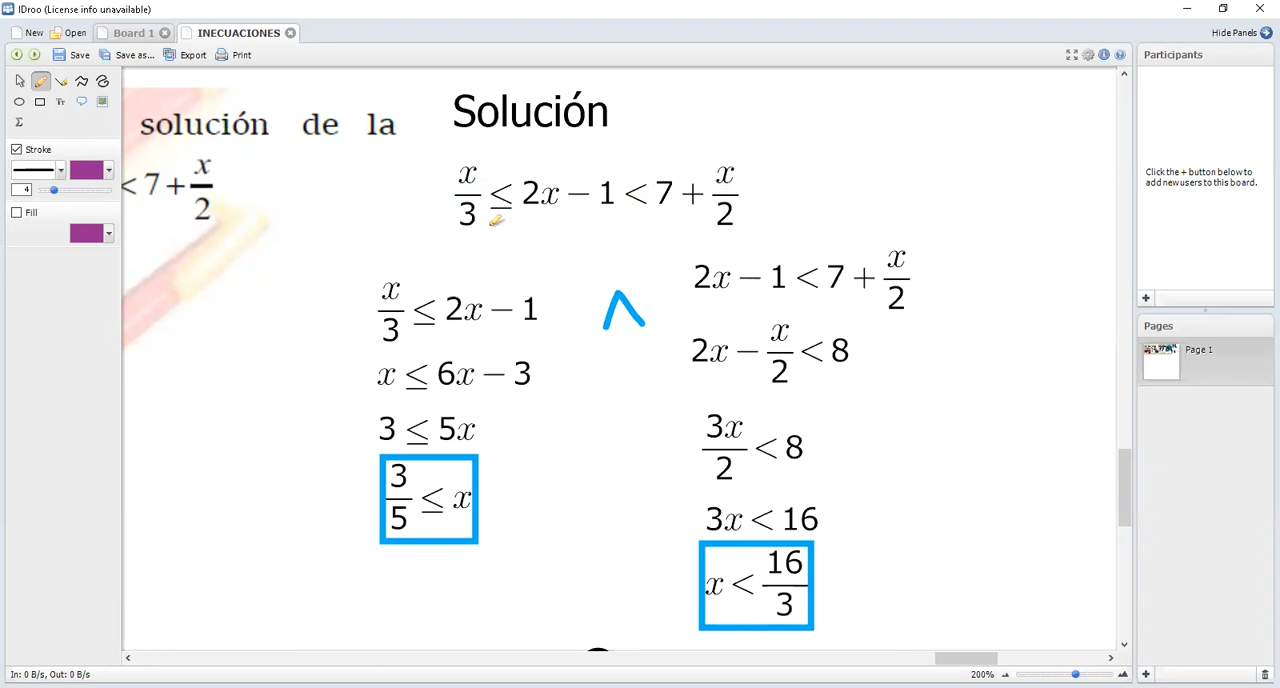 IDroo (License info unavailable)
New Open Board 1 INECUACIONES Hide Panels
Save Save as... Export Print
Participants
Click the + button below to
add new users to this board.
Pages
Page 1
Tr
Σ
Stroke
4
Fill
solución de la
< 7 + x/2
Solución
x/3 ≤ 2x − 1 < 7 + x/2
x/3 ≤ 2x − 1
x ≤ 6x − 3
3 ≤ 5x
3/5 ≤ x
∧
2x − 1 < 7 + x/2
2x − x/2 < 8
3x/2 < 8
3x < 16
x < 16/3
In: 0 B/s, Out: 0 B/s
200%